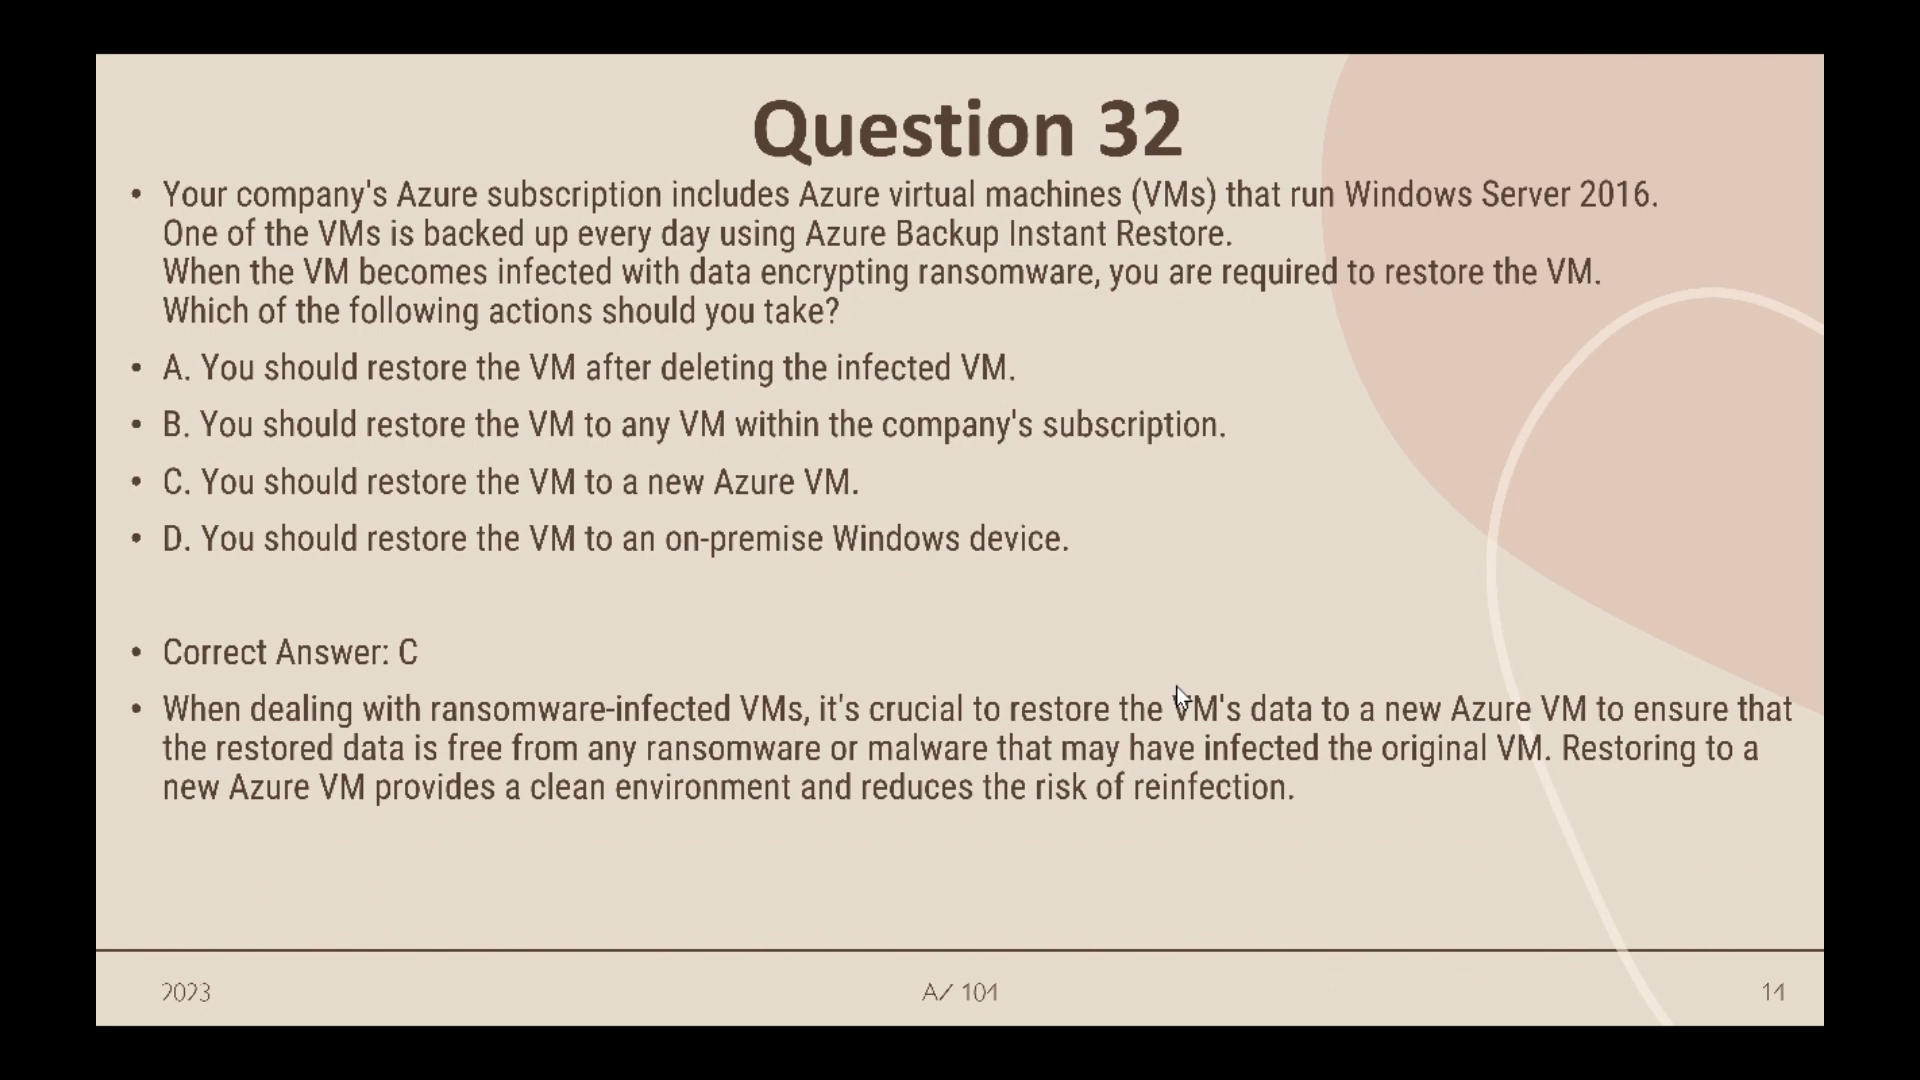 Question 32
• Your company's Azure subscription includes Azure virtual machines (VMs) that run Windows Server 2016.
One of the VMs is backed up every day using Azure Backup Instant Restore.
When the VM becomes infected with data encrypting ransomware, you are required to restore the VM.
Which of the following actions should you take?
• A. You should restore the VM after deleting the infected VM.
• B. You should restore the VM to any VM within the company's subscription.
• C. You should restore the VM to a new Azure VM.
• D. You should restore the VM to an on-premise Windows device.
• Correct Answer: C
• When dealing with ransomware-infected VMs, it's crucial to restore the VM's data to a new Azure VM to ensure that
the restored data is free from any ransomware or malware that may have infected the original VM. Restoring to a
new Azure VM provides a clean environment and reduces the risk of reinfection.
2023
AZ 104
14